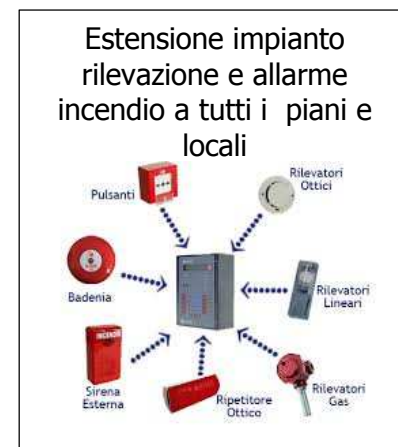 Estensione impianto
rilevazione e allarme
incendio a tutti i piani e
locali
Pulsanti
Rilevatori
Ottici
Badenia
Rilevatori
Lineari
INCENDIO
Sirena
Esterna
Ripetitore
Ottico
Rilevatori
Gas